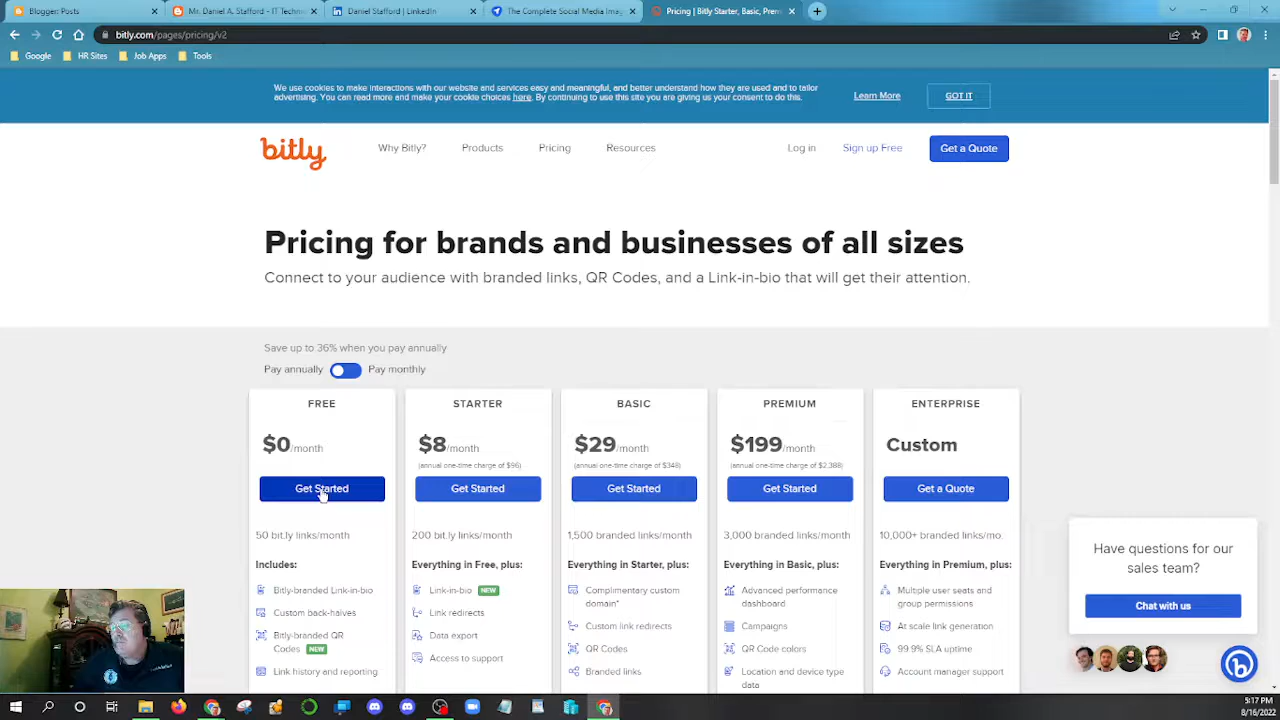 Blogger Posts
Mr. Daniel A. Stafford - IT Techn
Daniel Stafford | LinkedIn
The Complete Social Media Imag
Pricing | Bitly Starter, Basic, Prem
bitly.com/pages/pricing/v2
Google
HR Sites
Job Apps
Tools
We use cookies to make interactions with our website and services easy and meaningful, and better understand how they are used and to tailor
advertising. You can read more and make your cookie choices here. By continuing to use this site you are giving us your consent to do this.
Learn More
GOT IT
bitly
Why Bitly?
Products
Pricing
Resources
Log in
Sign up Free
Get a Quote
Pricing for brands and businesses of all sizes
Connect to your audience with branded links, QR Codes, and a Link-in-bio that will get their attention.
Save up to 36% when you pay annually
Pay annually
Pay monthly
FREE
$0/month
Get Started
50 bit.ly links/month
Includes:
Bitly-branded Link-in-bio
Custom back-halves
Bitly-branded QR
Codes NEW
Link history and reporting
STARTER
$8/month
(annual one-time charge of $96)
Get Started
200 bit.ly links/month
Everything in Free, plus:
Link-in-bio NEW
Link redirects
Data export
Access to support
BASIC
$29/month
(annual one-time charge of $348)
Get Started
1,500 branded links/month
Everything in Starter, plus:
Complimentary custom
domain*
Custom link redirects
QR Codes
Branded links
PREMIUM
$199/month
(annual one-time charge of $2,388)
Get Started
3,000 branded links/month
Everything in Basic, plus:
Advanced performance
dashboard
Campaigns
QR Code colors
Location and device type
data
ENTERPRISE
Custom
Get a Quote
10,000+ branded links/mo.
Everything in Premium, plus:
Multiple user seats and
group permissions
At scale link generation
99.9% SLA uptime
Account manager support
Have questions for our
sales team?
Chat with us
5:17 PM
8/16/2022